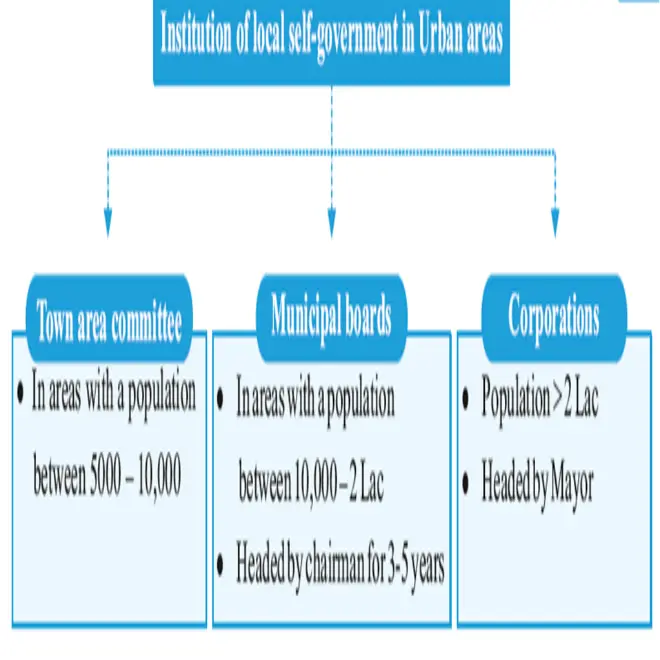 Institution of local self-government in Urban areas
Town area committee
• In areas with a population
between 5000 – 10,000
Municipal boards
• In areas with a population
between 10,000 – 2 Lac
• Headed by chairman for 3-5 years
Corporations
• Population > 2 Lac
• Headed by Mayor